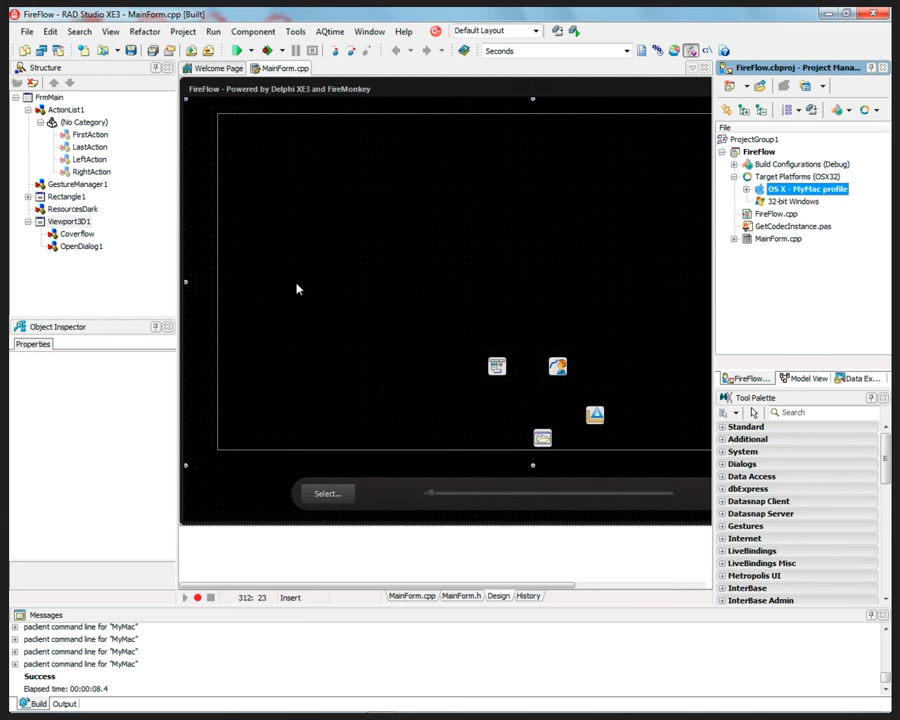 FireFlow - RAD Studio XE3 - MainForm.cpp [Built]
File Edit Search View Refactor Project Run Component Tools AQtime Window Help
Default Layout
Seconds
Structure
FrmMain
ActionList1
(No Category)
FirstAction
LastAction
LeftAction
RightAction
GestureManager1
Rectangle1
ResourcesDark
Viewport3D1
Coverflow
OpenDialog1
Object Inspector
Properties
Welcome Page
MainForm.cpp
FireFlow - Powered by Delphi XE3 and FireMonkey
Select...
312: 23 Insert
MainForm.cpp MainForm.h Design History
FireFlow.cbproj - Project Mana...
File
ProjectGroup1
FireFlow
Build Configurations (Debug)
Target Platforms (OSX32)
OS X - MyMac profile
32-bit Windows
FireFlow.cpp
GetCodecInstance.pas
MainForm.cpp
FireFlow... Model View Data Ex...
Tool Palette
Search
Standard
Additional
System
Dialogs
Data Access
dbExpress
Datasnap Client
Datasnap Server
Gestures
Internet
LiveBindings
LiveBindings Misc
Metropolis UI
InterBase
InterBase Admin
Messages
paclient command line for "MyMac"
paclient command line for "MyMac"
paclient command line for "MyMac"
paclient command line for "MyMac"
Success
Elapsed time: 00:00:08.4
Build Output